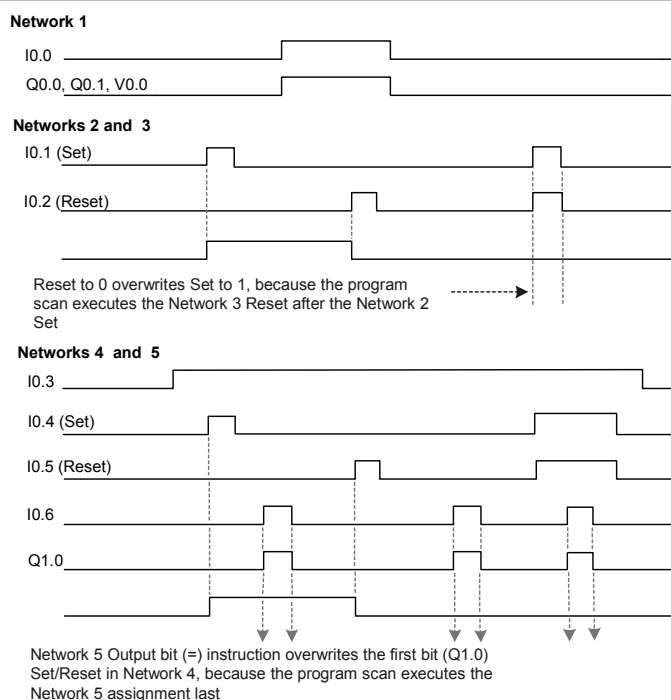 Network 1
I0.0
Q0.0, Q0.1, V0.0
Networks 2 and 3
I0.1 (Set)
I0.2 (Reset)
Reset to 0 overwrites Set to 1, because the program
scan executes the Network 3 Reset after the Network 2
Set
Networks 4 and 5
I0.3
I0.4 (Set)
I0.5 (Reset)
I0.6
Q1.0
Network 5 Output bit (=) instruction overwrites the first bit (Q1.0)
Set/Reset in Network 4, because the program scan executes the
Network 5 assignment last